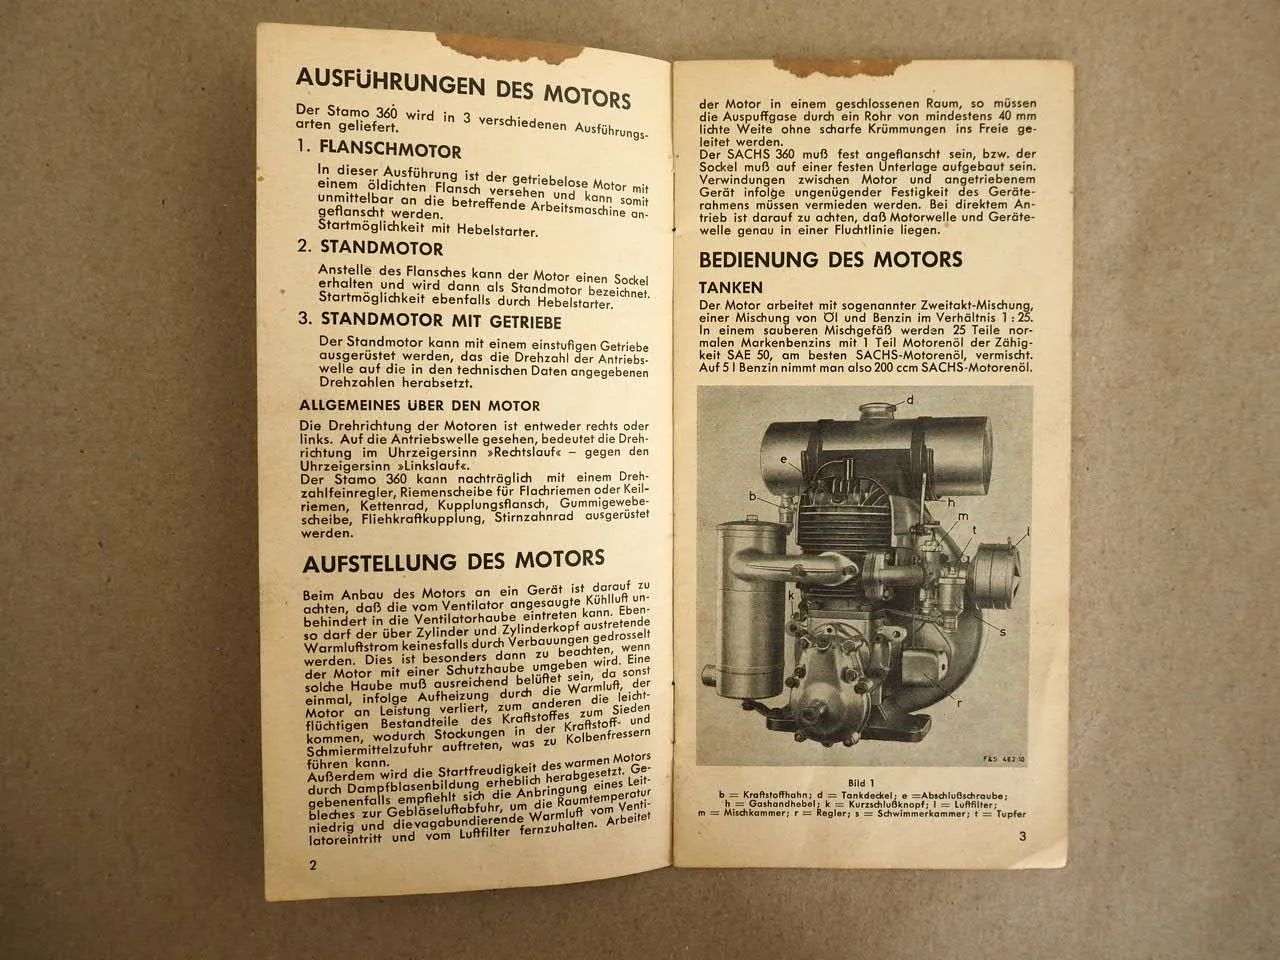 AUSFÜHRUNGEN DES MOTORS
Der Stamo 360 wird in 3 verschiedenen Ausführungs-
arten geliefert.
1. FLANSCHMOTOR
In dieser Ausführung ist der getriebelose Motor mit
einem öldichten Flansch versehen und kann somit
unmittelbar an die betreffende Arbeitsmaschine an-
geflanscht werden.
Startmöglichkeit mit Hebelstarter.
2. STANDMOTOR
Anstelle des Flansches kann der Motor einen Sockel
erhalten und wird dann als Standmotor bezeichnet.
Startmöglichkeit ebenfalls durch Hebelstarter.
3. STANDMOTOR MIT GETRIEBE
Der Standmotor kann mit einem einstufigen Getriebe
ausgerüstet werden, das die Drehzahl der Antriebs-
welle auf die in den technischen Daten angegebenen
Drehzahlen herabsetzt.
ALLGEMEINES ÜBER DEN MOTOR
Die Drehrichtung der Motoren ist entweder rechts oder
links. Auf die Antriebswelle gesehen, bedeutet die Dreh-
richtung im Uhrzeigersinn »Rechtslauf« – gegen den
Uhrzeigersinn »Linkslauf«.
Der Stamo 360 kann nachträglich mit einem Dreh-
zahlfeinregler, Riemenscheibe für Flachriemen oder Keil-
riemen, Kettenrad, Kupplungsflansch, Gummigewebe-
scheibe, Fliehkraftkupplung, Stirnzahnrad ausgerüstet
werden.
AUFSTELLUNG DES MOTORS
Beim Anbau des Motors an ein Gerät ist darauf zu
achten, daß die vom Ventilator angesaugte Kühlluft un-
behindert in die Ventilatorhaube eintreten kann. Eben-
so darf der über Zylinder und Zylinderkopf austretende
Warmluftstrom keinesfalls durch Verbauungen gedrosselt
werden. Dies ist besonders dann zu beachten, wenn
der Motor mit einer Schutzhaube umgeben wird. Eine
solche Haube muß ausreichend belüftet sein, da sonst
einmal, infolge Aufheizung durch die Warmluft, der
Motor an Leistung verliert, zum anderen die leicht-
flüchtigen Bestandteile des Kraftstoffes zum Sieden
kommen, wodurch Stockungen in der Kraftstoff- und
Schmiermittelzufuhr auftreten, was zu Kolbenfressern
führen kann.
Außerdem wird die Startfreudigkeit des warmen Motors
durch Dampfblasenbildung erheblich herabgesetzt. Ge-
gebenenfalls empfiehlt sich die Anbringung eines Leit-
bleches zur Gebläseluftabfuhr, um die Raumtemperatur
niedrig und die vagabundierende Warmluft vom Venti-
latoreintritt und vom Luftfilter fernzuhalten. Arbeitet
2
der Motor in einem geschlossenen Raum, so müssen
die Auspuffgase durch ein Rohr von mindestens 40 mm
lichte Weite ohne scharfe Krümmungen ins Freie ge-
leitet werden.
Der SACHS 360 muß fest angeflanscht sein, bzw. der
Sockel muß auf einer festen Unterlage aufgebaut sein.
Verwindungen zwischen Motor und angetriebenem
Gerät infolge ungenügender Festigkeit des Geräte-
rahmens müssen vermieden werden. Bei direktem An-
trieb ist darauf zu achten, daß Motorwelle und Geräte-
welle genau in einer Fluchtlinie liegen.
BEDIENUNG DES MOTORS
TANKEN
Der Motor arbeitet mit sogenannter Zweitakt-Mischung,
einer Mischung von Öl und Benzin im Verhältnis 1 : 25.
In einem sauberen Mischgefäß werden 25 Teile nor-
malen Markenbenzins mit 1 Teil Motorenöl der Zähig-
keit SAE 50, am besten SACHS-Motorenöl, vermischt.
Auf 5 l Benzin nimmt man also 200 ccm SACHS-Motorenöl.
d
e
b
h
m
t
l
k
s
r
F&S 462 10
Bild 1
b = Kraftstoffhahn; d = Tankdeckel; e =Abschlußschraube;
h = Gashandhebel; k = Kurzschlußknopf; l = Luftfilter;
m = Mischkammer; r = Regler; s = Schwimmerkammer; t = Tupfer
3